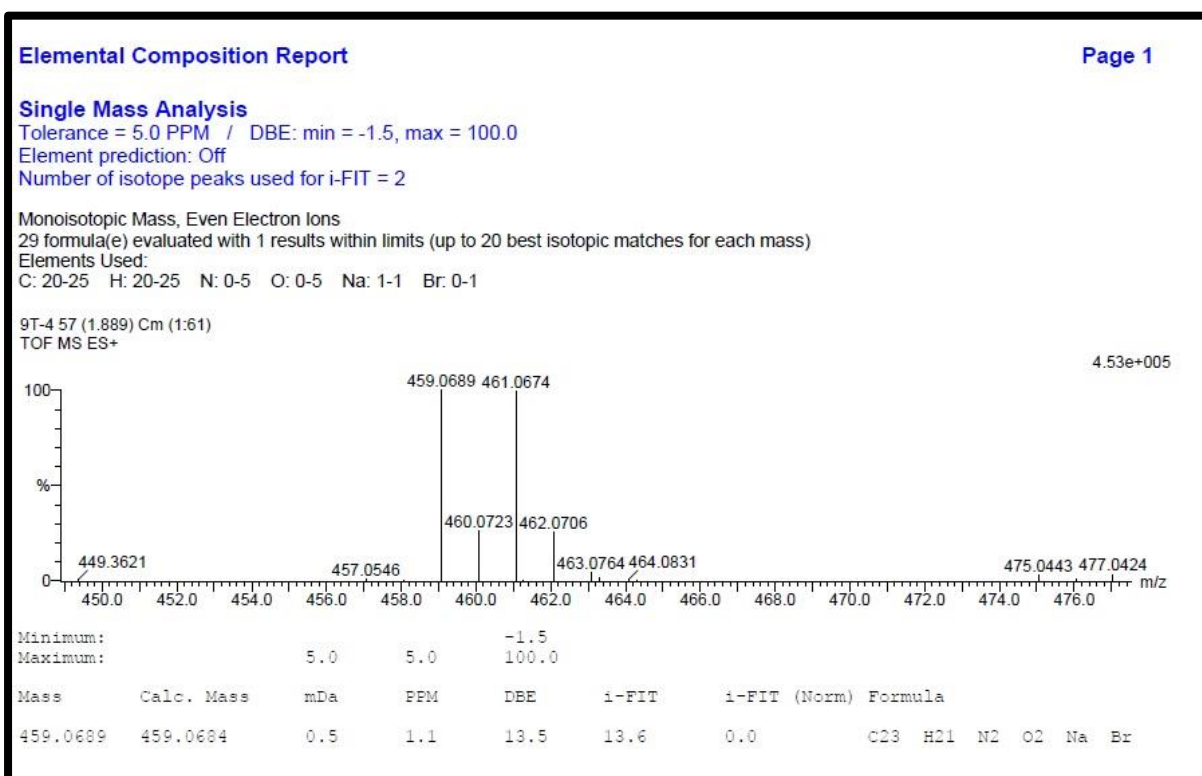 Elemental Composition Report Page 1
Single Mass Analysis
Tolerance = 5.0 PPM / DBE: min = -1.5, max = 100.0
Element prediction: Off
Number of isotope peaks used for i-FIT = 2
Monoisotopic Mass, Even Electron Ions
29 formula(e) evaluated with 1 results within limits (up to 20 best isotopic matches for each mass)
Elements Used:
C: 20-25 H: 20-25 N: 0-5 O: 0-5 Na: 1-1 Br: 0-1
9T-4 57 (1.889) Cm (1:61)
TOF MS ES+
4.53e+005
100
459.0689 461.0674
%
460.0723 462.0706
449.3621 457.0546 463.0764 464.0831 475.0443 477.0424
0 m/z
450.0 452.0 454.0 456.0 458.0 460.0 462.0 464.0 466.0 468.0 470.0 472.0 474.0 476.0
Minimum: -1.5
Maximum: 5.0 5.0 100.0
Mass Calc. Mass mDa PPM DBE i-FIT i-FIT (Norm) Formula
459.0689 459.0684 0.5 1.1 13.5 13.6 0.0 C23 H21 N2 O2 Na Br